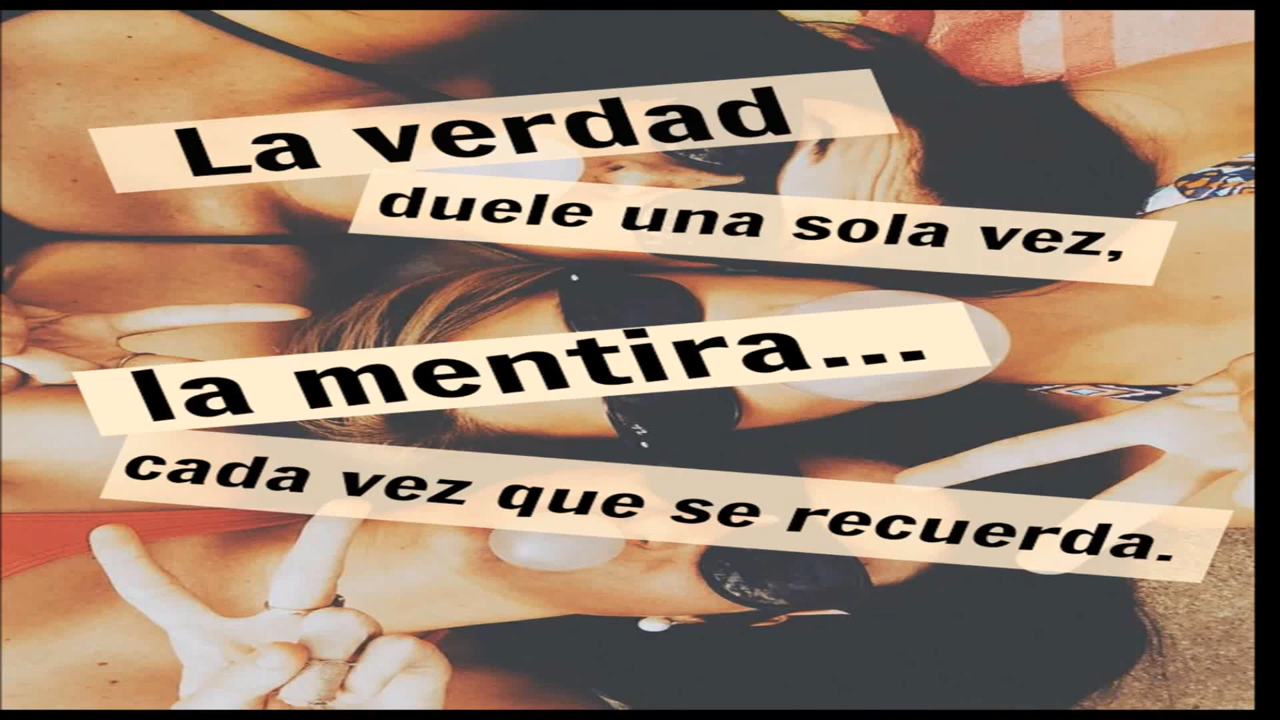 La verdad
duele una sola vez,
la mentira...
cada vez que se recuerda.